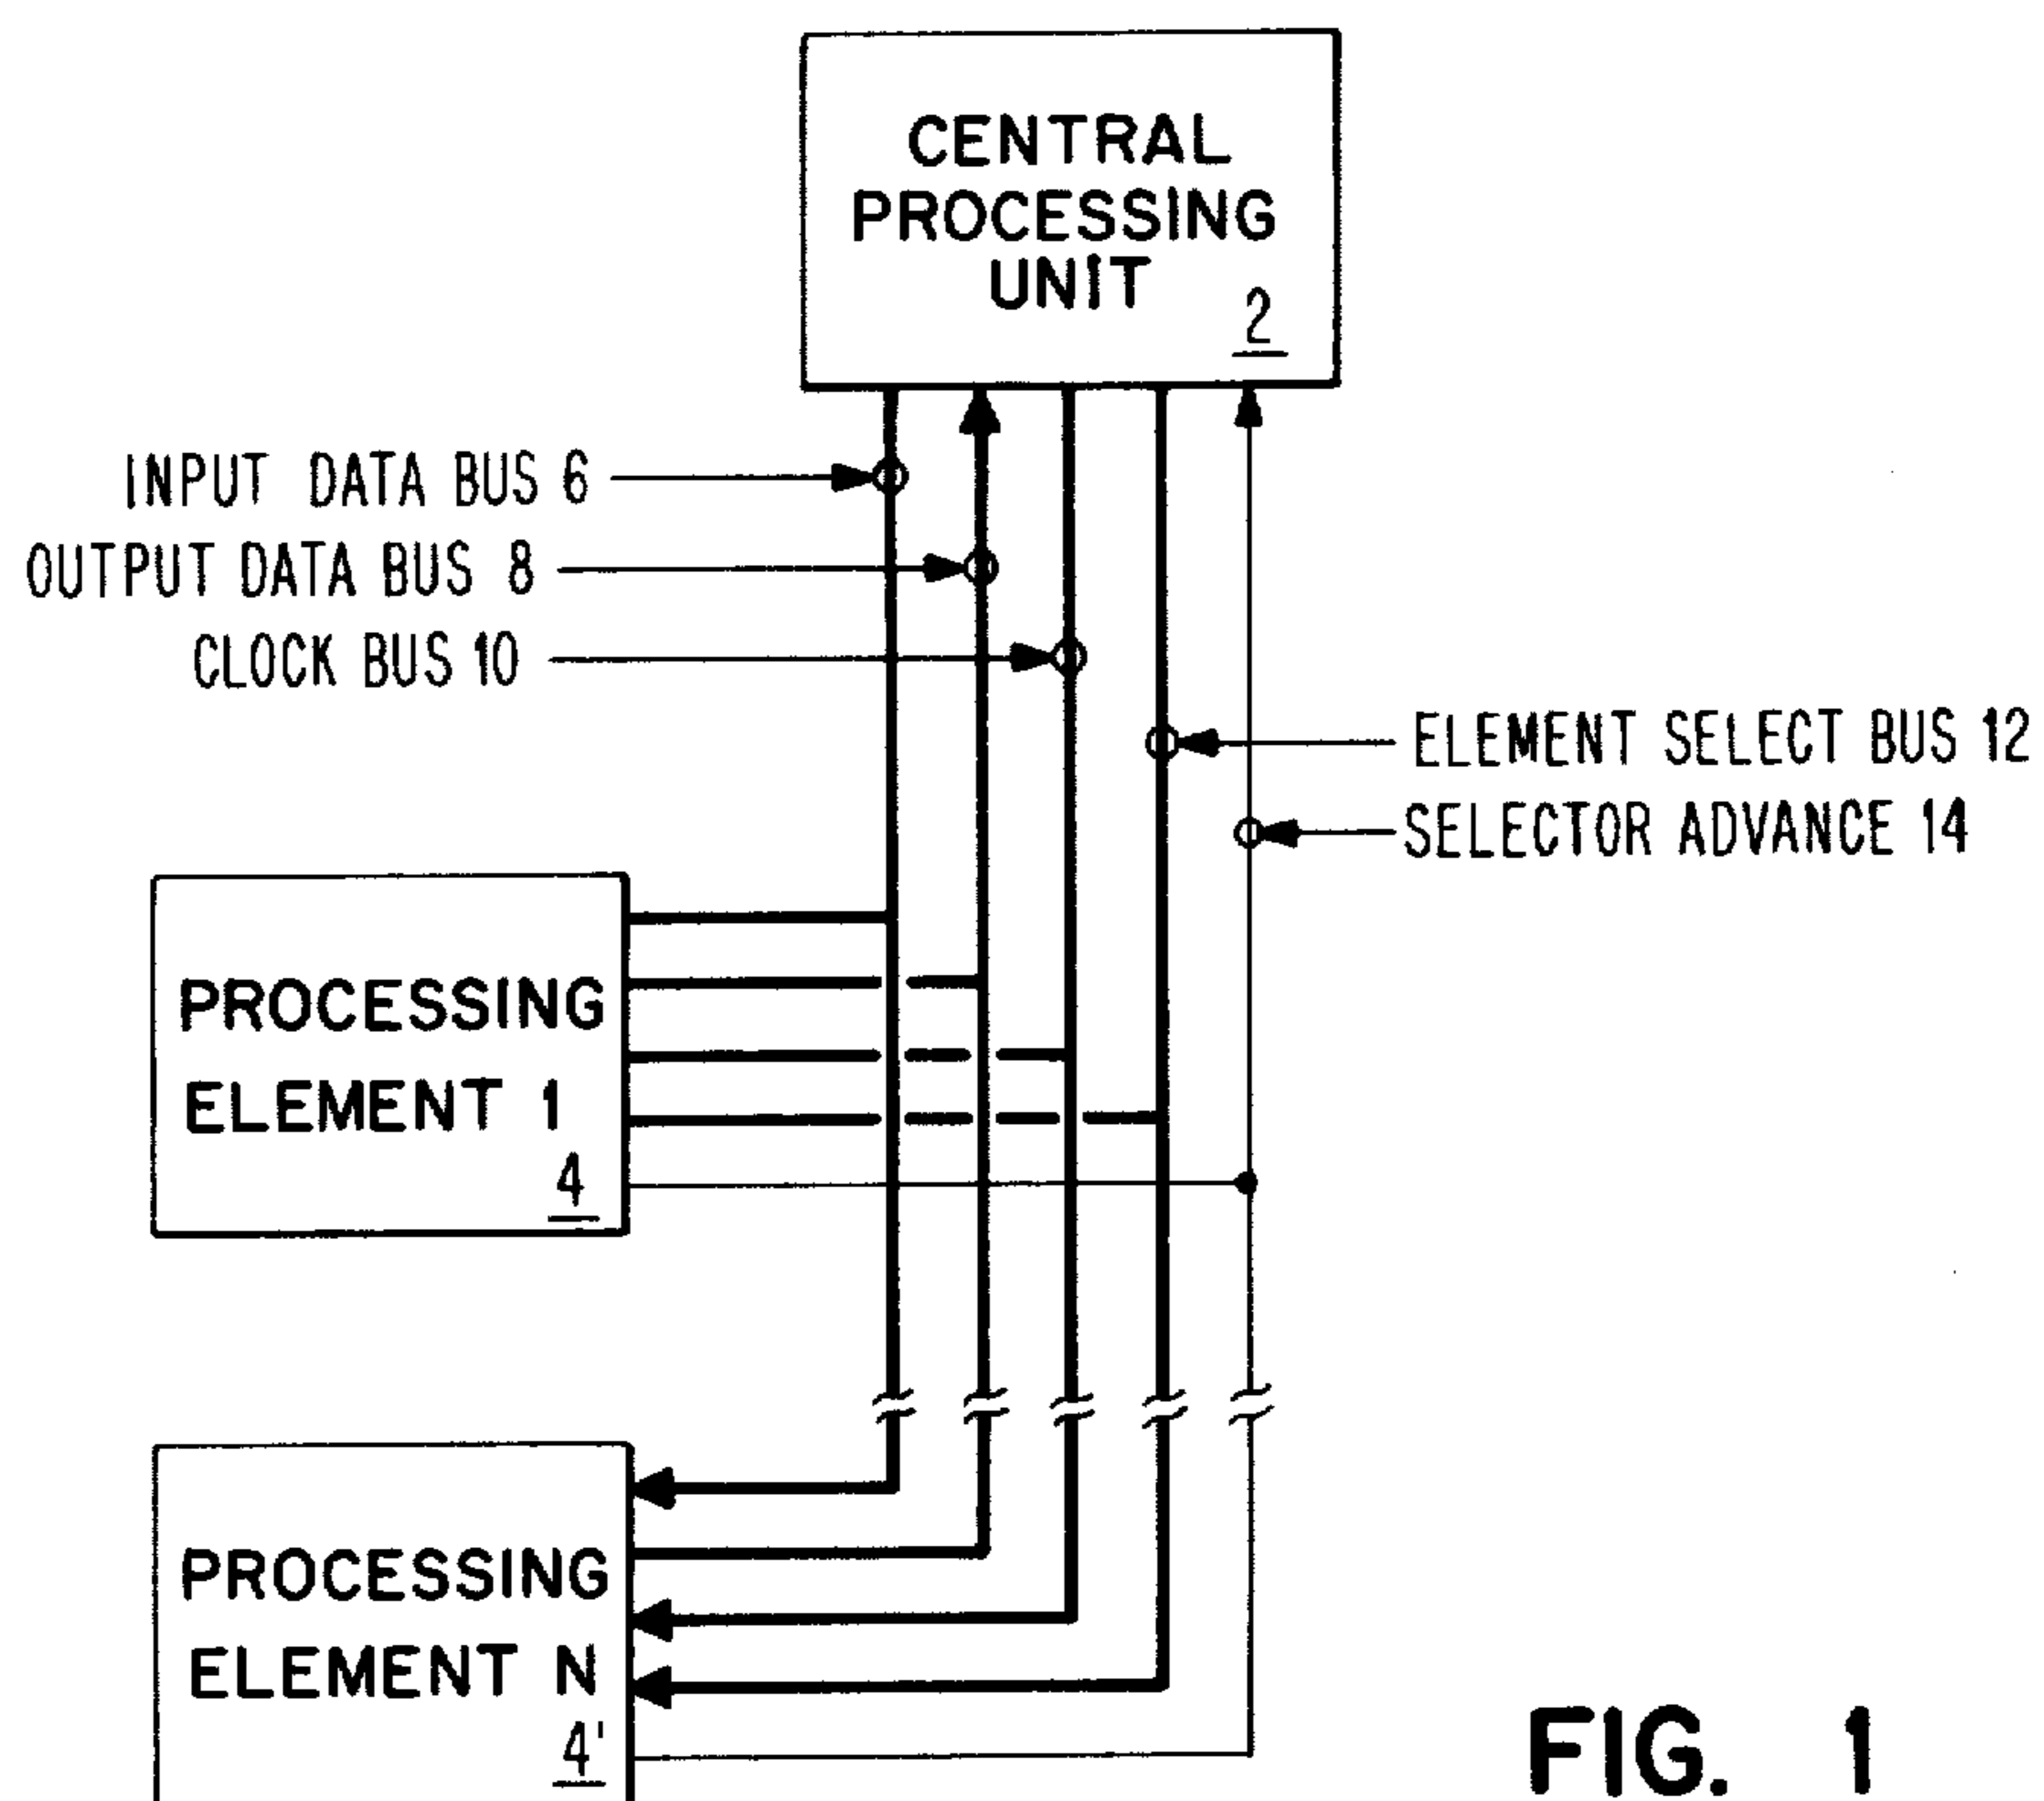 CENTRAL
PROCESSING
UNIT
2
INPUT DATA BUS 6
OUTPUT DATA BUS 8
CLOCK BUS 10
ELEMENT SELECT BUS 12
SELECTOR ADVANCE 14
PROCESSING
ELEMENT 1
4
PROCESSING
ELEMENT N
4'
FIG. 1